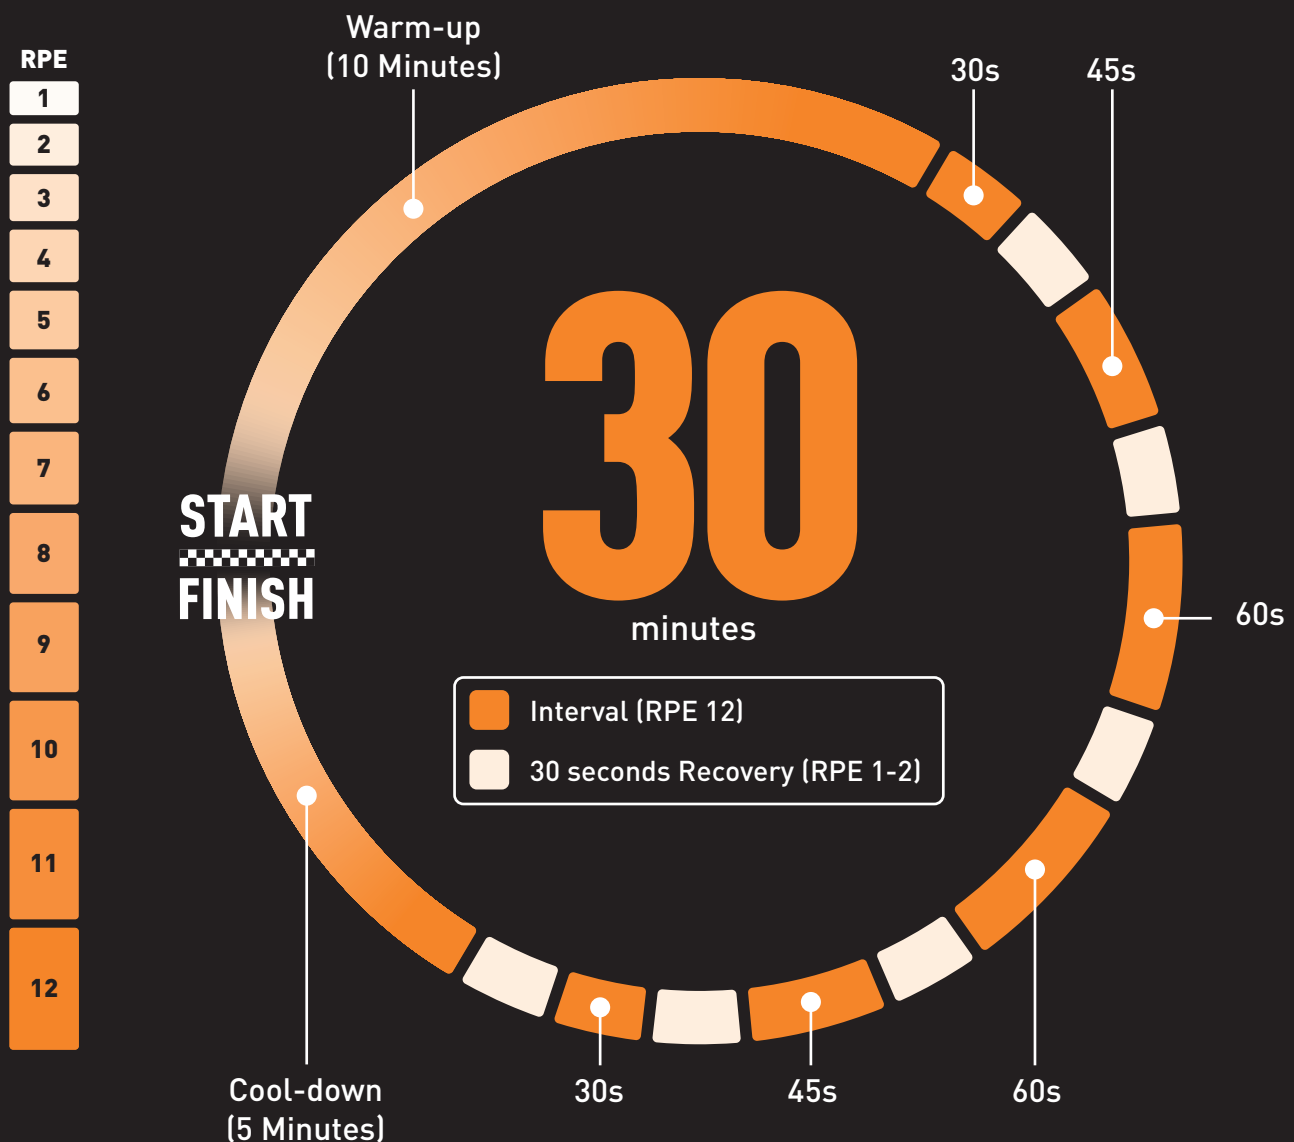 RPE
1
2
3
4
5
6
7
8
9
10
11
12
Warm-up
(10 Minutes)
30s
45s
60s
START
FINISH
30
minutes
Interval (RPE 12)
30 seconds Recovery (RPE 1-2)
Cool-down
(5 Minutes)
30s
45s
60s